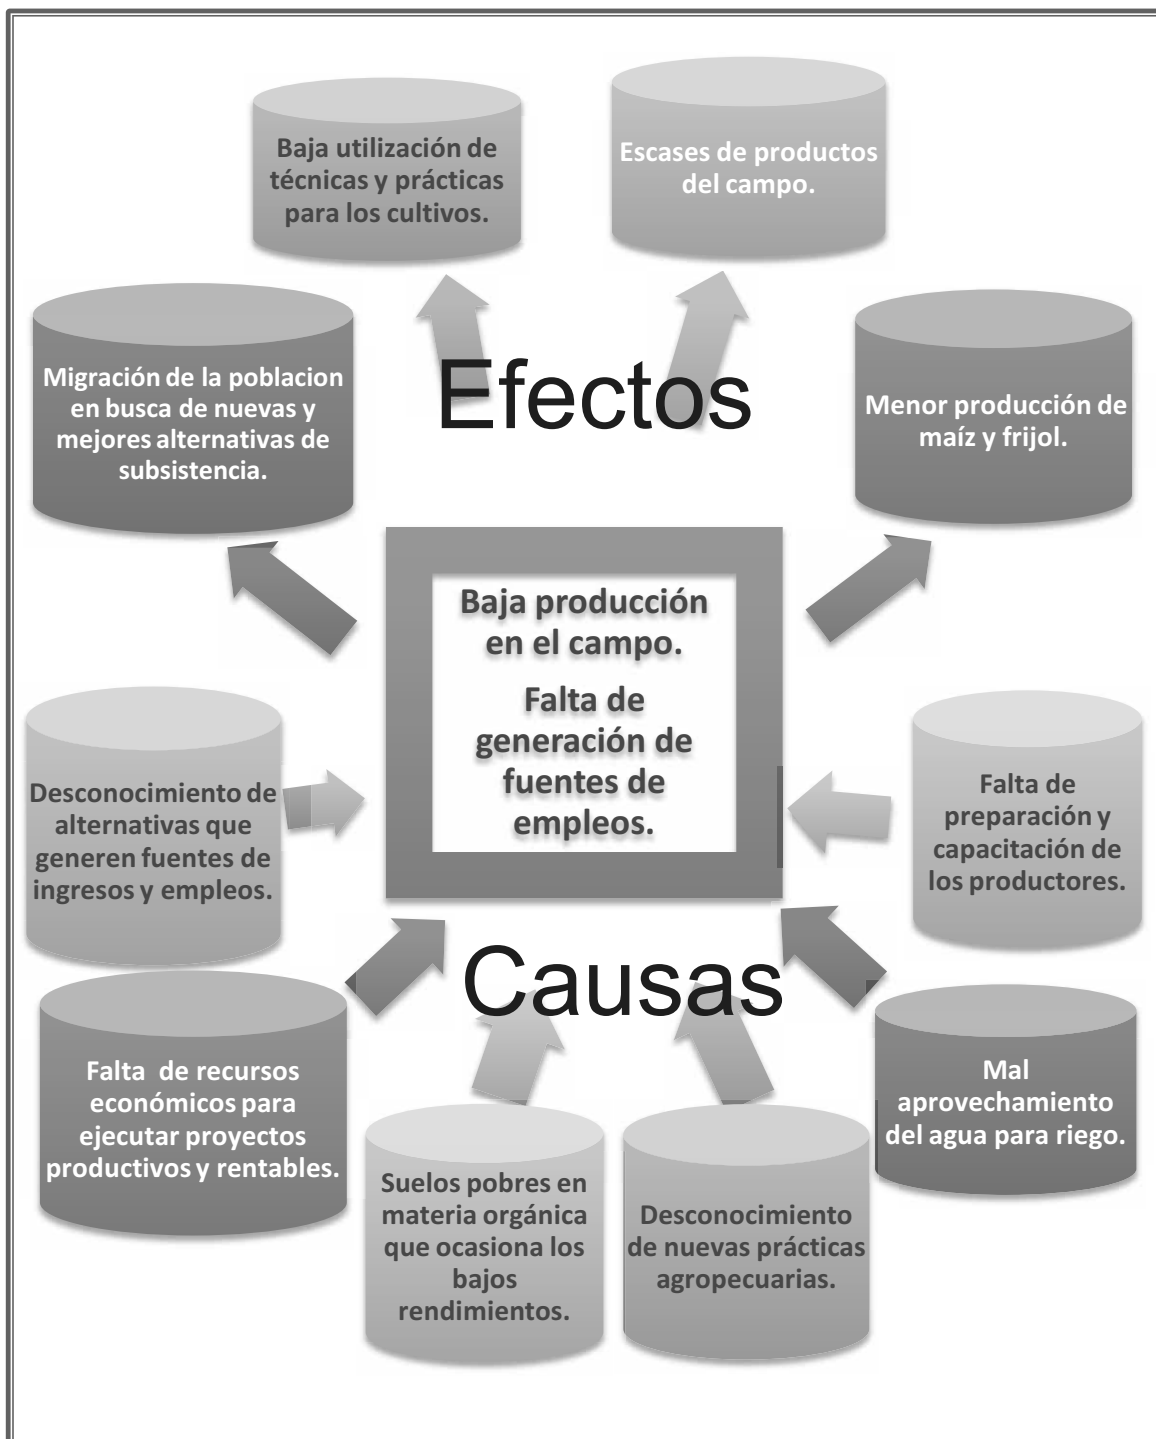 Baja utilización de
técnicas y prácticas
para los cultivos.
Escases de productos
del campo.
Migración de la poblacion
en busca de nuevas y
mejores alternativas de
subsistencia.
Efectos
Menor producción de
maíz y frijol.
Baja producción
en el campo.
Falta de
generación de
fuentes de
empleos.
Desconocimiento de
alternativas que
generen fuentes de
ingresos y empleos.
Falta de
preparación y
capacitación de
los productores.
Causas
Falta de recursos
económicos para
ejecutar proyectos
productivos y rentables.
Suelos pobres en
materia orgánica
que ocasiona los
bajos
rendimientos.
Desconocimiento
de nuevas prácticas
agropecuarias.
Mal
aprovechamiento
del agua para riego.